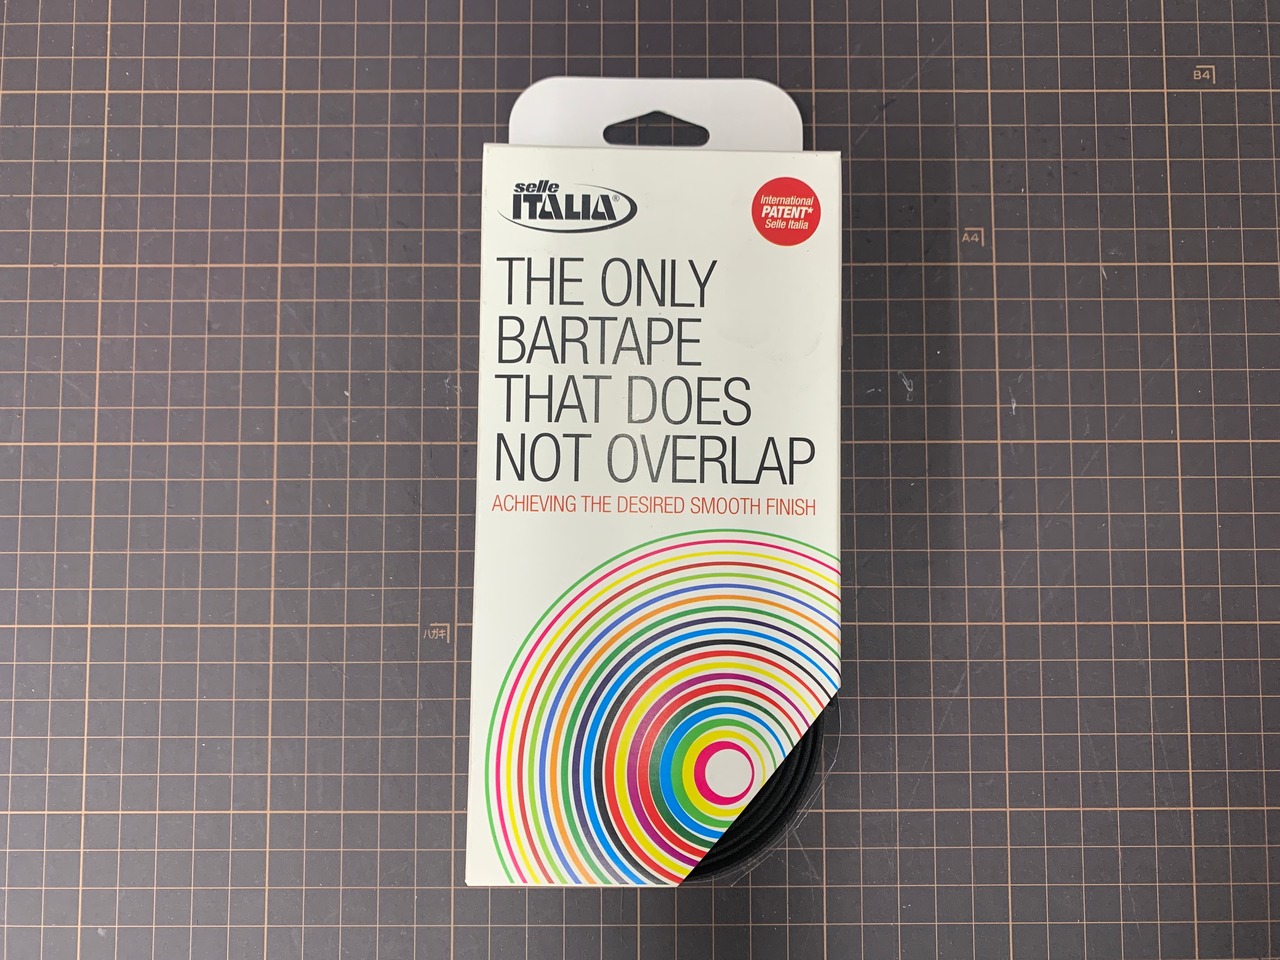 B4
selle
ITALIA®
International
PATENT*
Selle Italia
A4
THE ONLY
BARTAPE
THAT DOES
NOT OVERLAP
ACHIEVING THE DESIRED SMOOTH FINISH
ハガキ